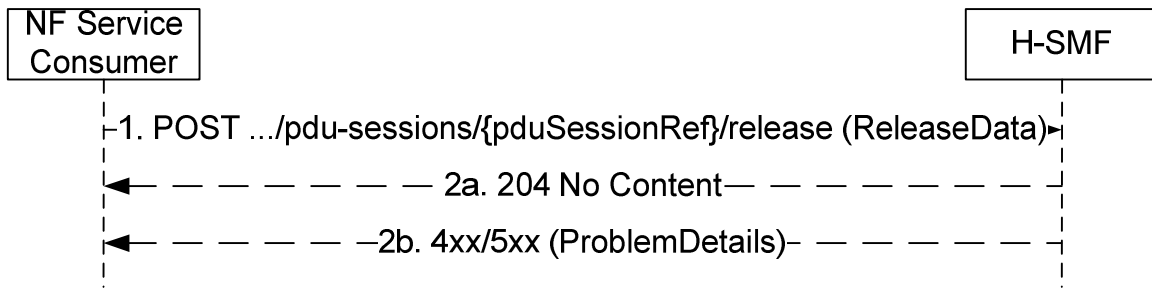 NF Service
Consumer
H-SMF
1. POST .../pdu-sessions/{pduSessionRef}/release (ReleaseData)
2a. 204 No Content
2b. 4xx/5xx (ProblemDetails)